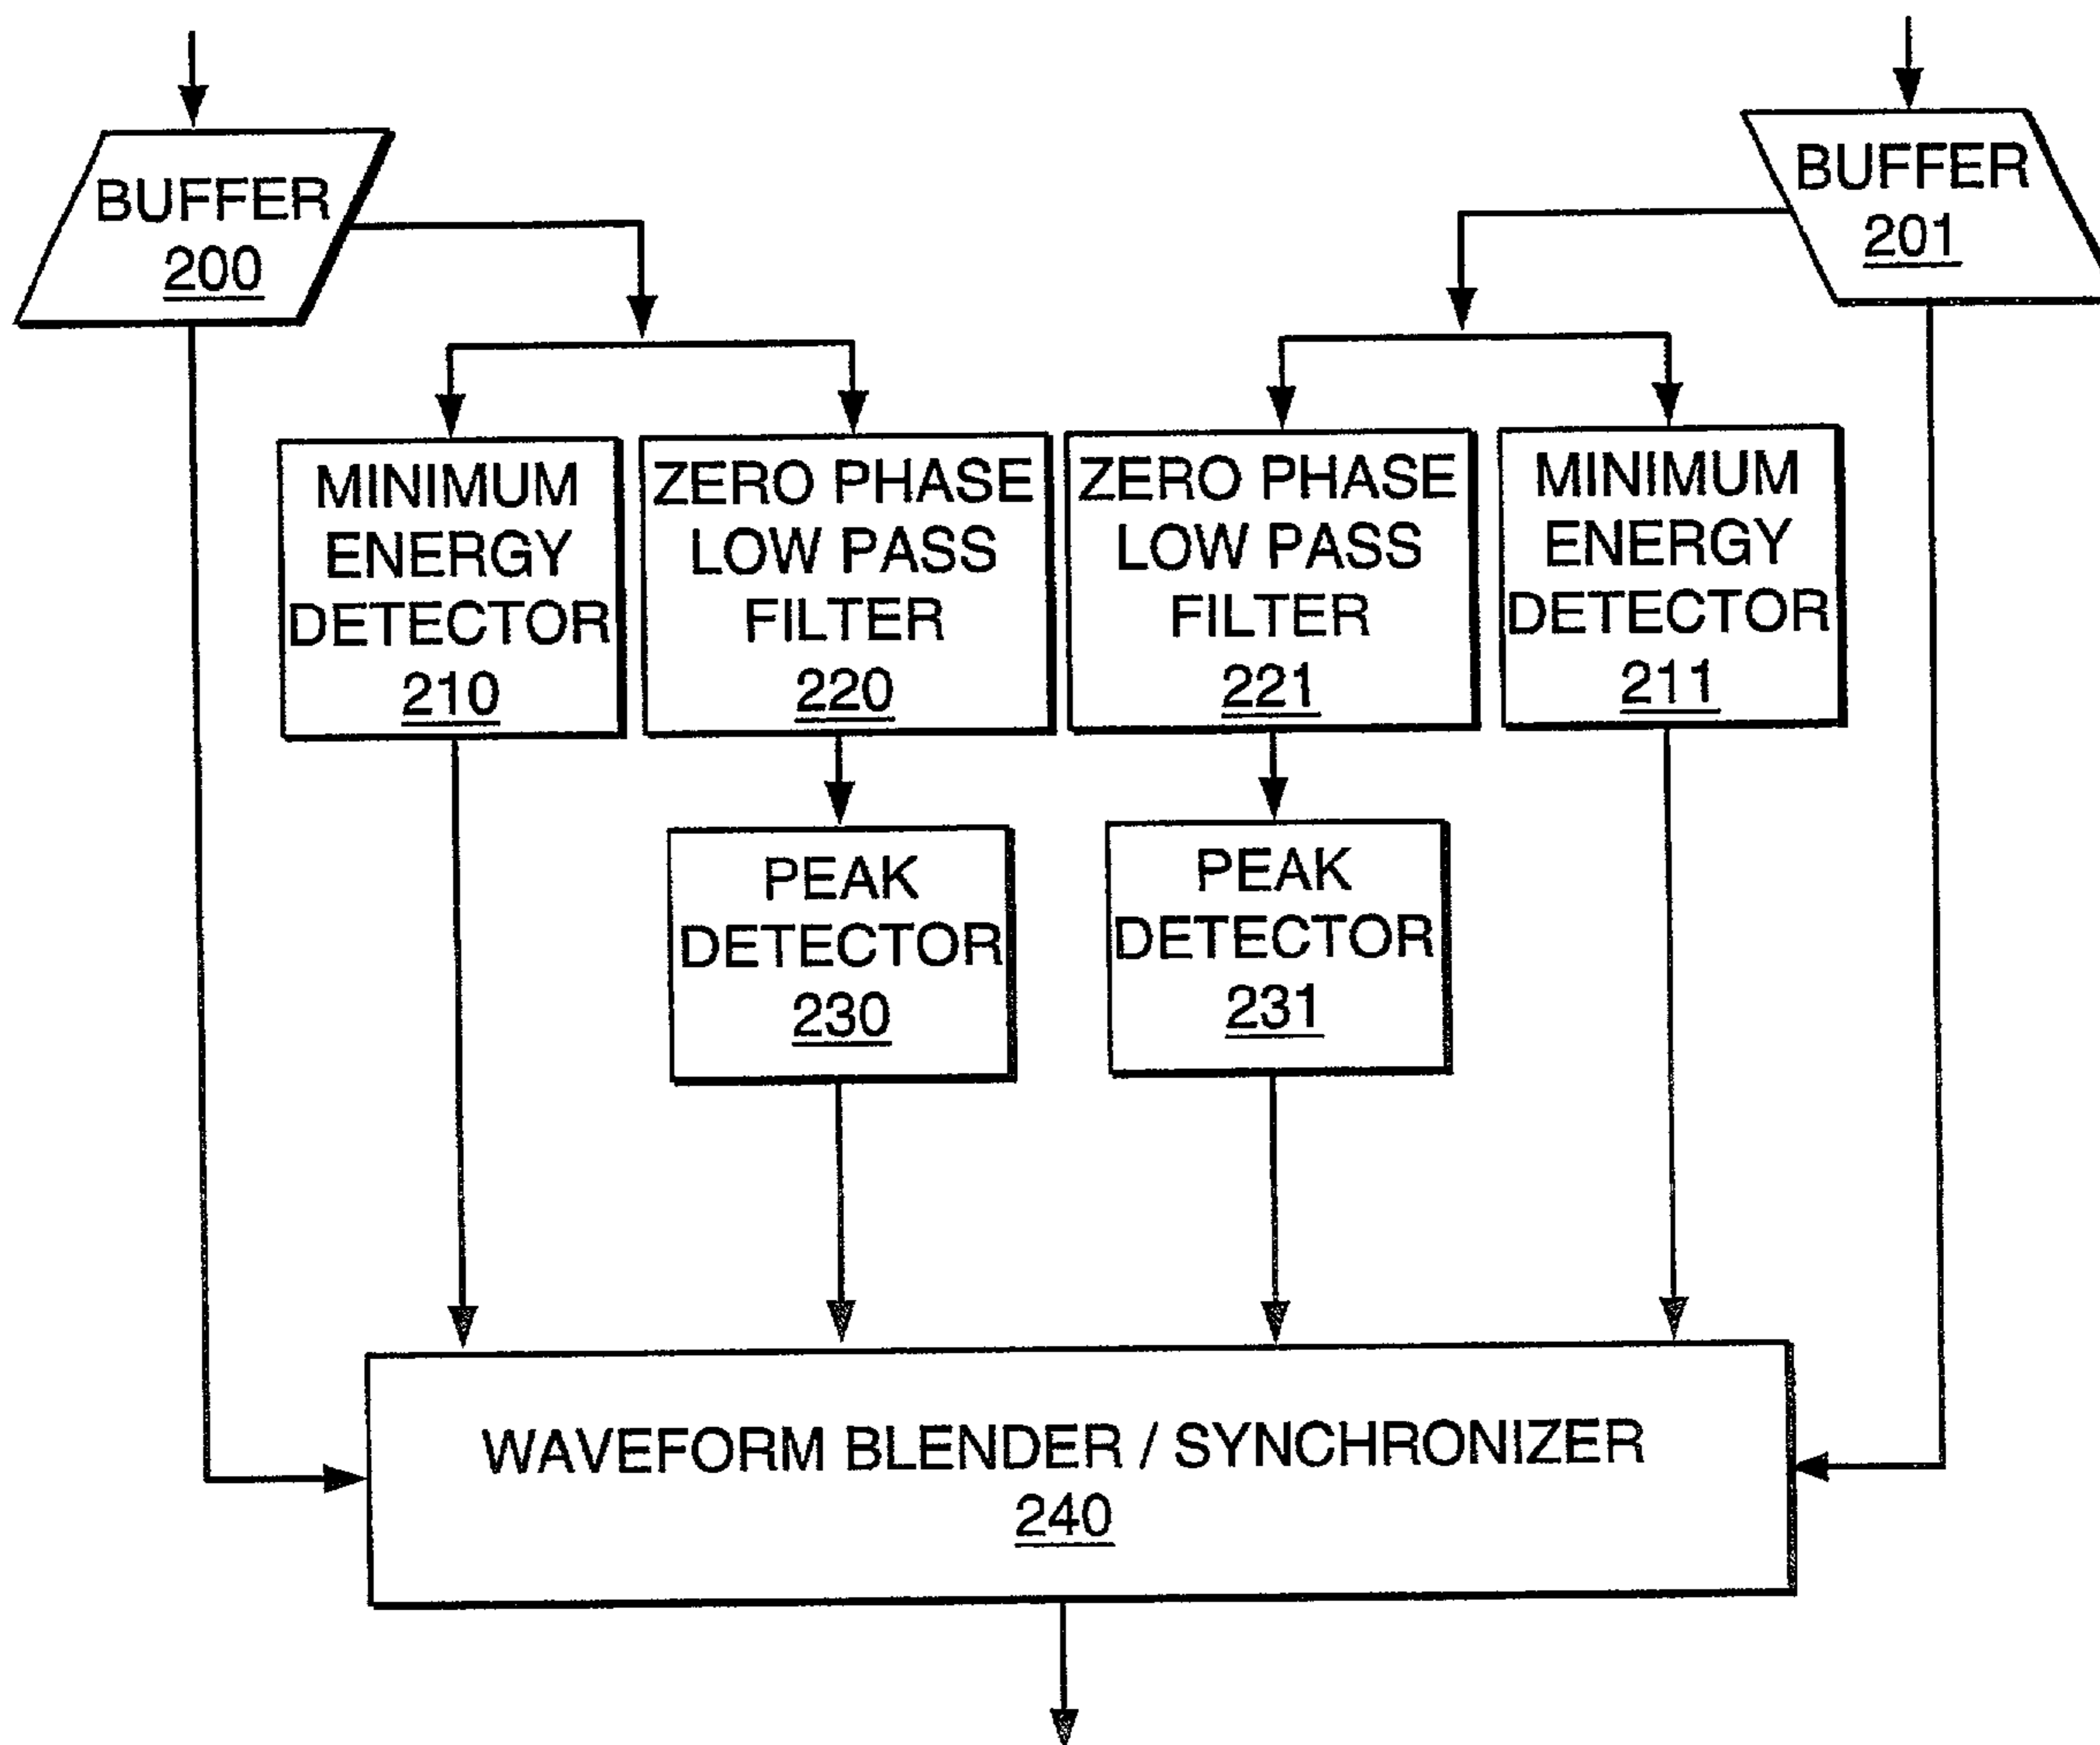 BUFFER
200
BUFFER
201
MINIMUM
ENERGY
DETECTOR
210
ZERO PHASE
LOW PASS
FILTER
220
ZERO PHASE
LOW PASS
FILTER
221
MINIMUM
ENERGY
DETECTOR
211
PEAK
DETECTOR
230
PEAK
DETECTOR
231
WAVEFORM BLENDER / SYNCHRONIZER
240